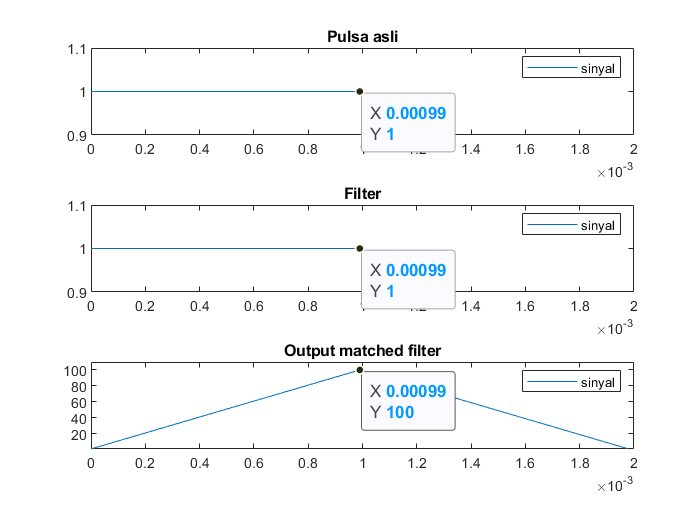 Pulsa asli
1.1
1
0.9
sinyal
X 0.00099
Y 1
0 0.2 0.4 0.6 0.8 1 1.2 1.4 1.6 1.8 2
×10-3
Filter
1.1
1
0.9
sinyal
X 0.00099
Y 1
0 0.2 0.4 0.6 0.8 1 1.2 1.4 1.6 1.8 2
×10-3
Output matched filter
100
80
60
40
20
sinyal
X 0.00099
Y 100
0 0.2 0.4 0.6 0.8 1 1.2 1.4 1.6 1.8 2
×10-3